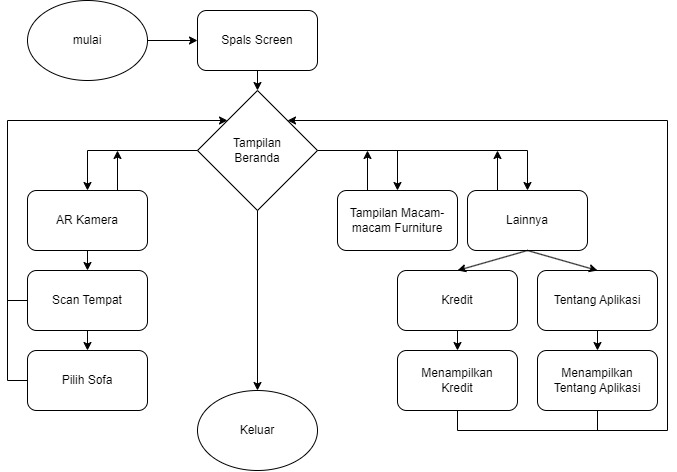 mulai
Spals Screen
Tampilan
Beranda
AR Kamera
Tampilan Macam-
macam Furniture
Lainnya
Scan Tempat
Kredit
Tentang Aplikasi
Pilih Sofa
Menampilkan
Kredit
Menampilkan
Tentang Aplikasi
Keluar